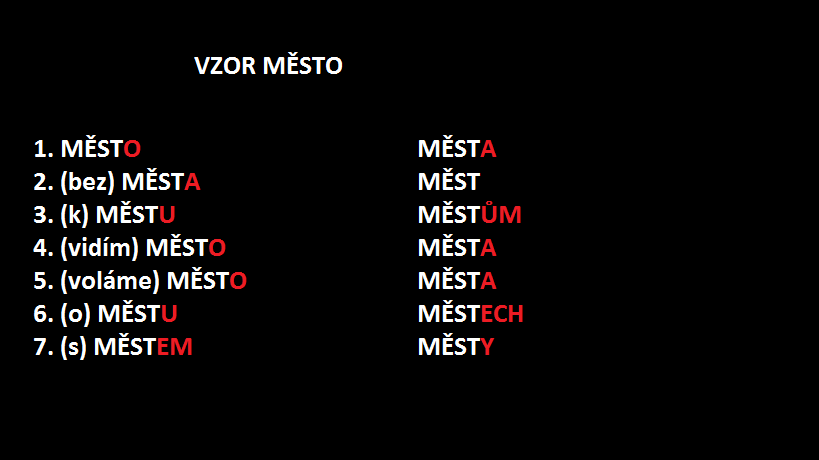 VZOR MĚSTO
1. MĚSTO MĚSTA
2. (bez) MĚSTA MĚST
3. (k) MĚSTU MĚSTŮM
4. (vidím) MĚSTO MĚSTA
5. (voláme) MĚSTO MĚSTA
6. (o) MĚSTU MĚSTECH
7. (s) MĚSTEM MĚSTY